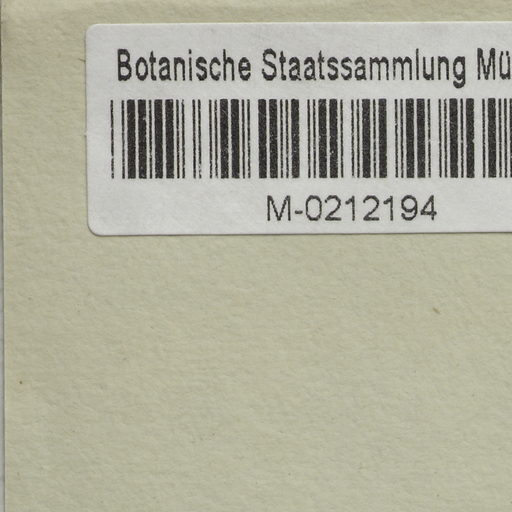 Botanische Staatssammlung Mü
M-0212194